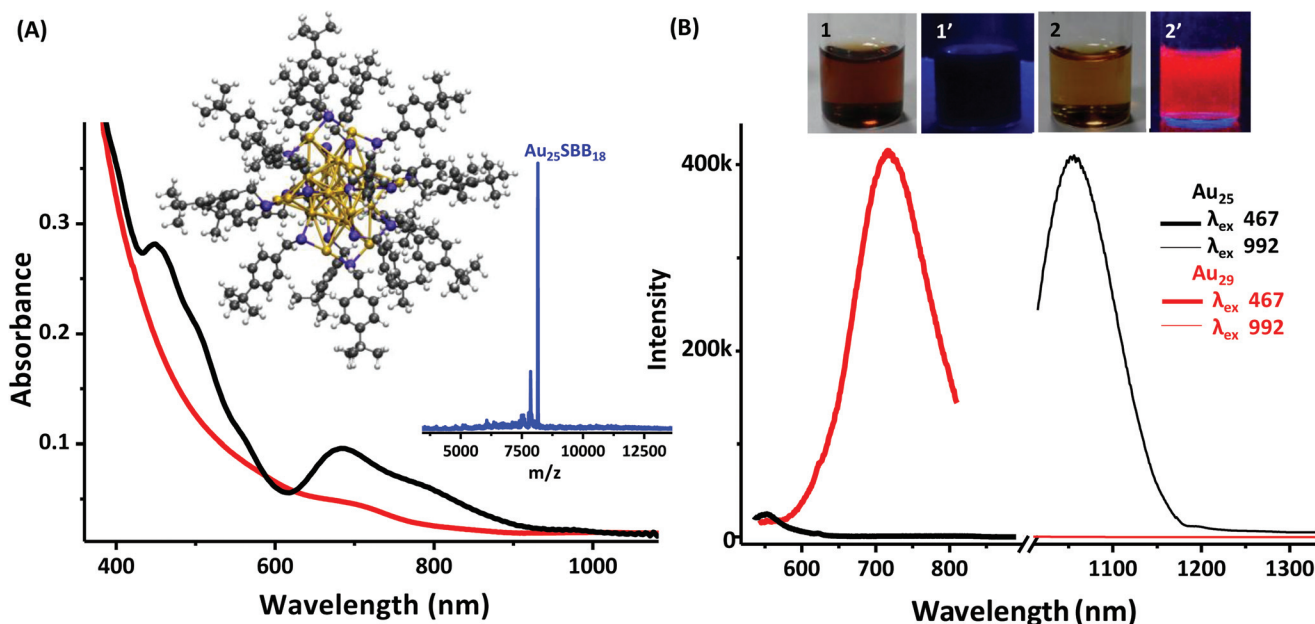 (A)
Absorbance
0.3
0.2
0.1
400
600
800
1000
Wavelength (nm)
Au₂₅SBB₁₈
5000
7500
10000
12500
m/z
(B)
1
1’
2
2’
Intensity
400k
200k
0
600
700
800
1100
1200
1300
Wavelength (nm)
Au₂₅
λₑₓ 467
λₑₓ 992
Au₂₉
λₑₓ 467
λₑₓ 992